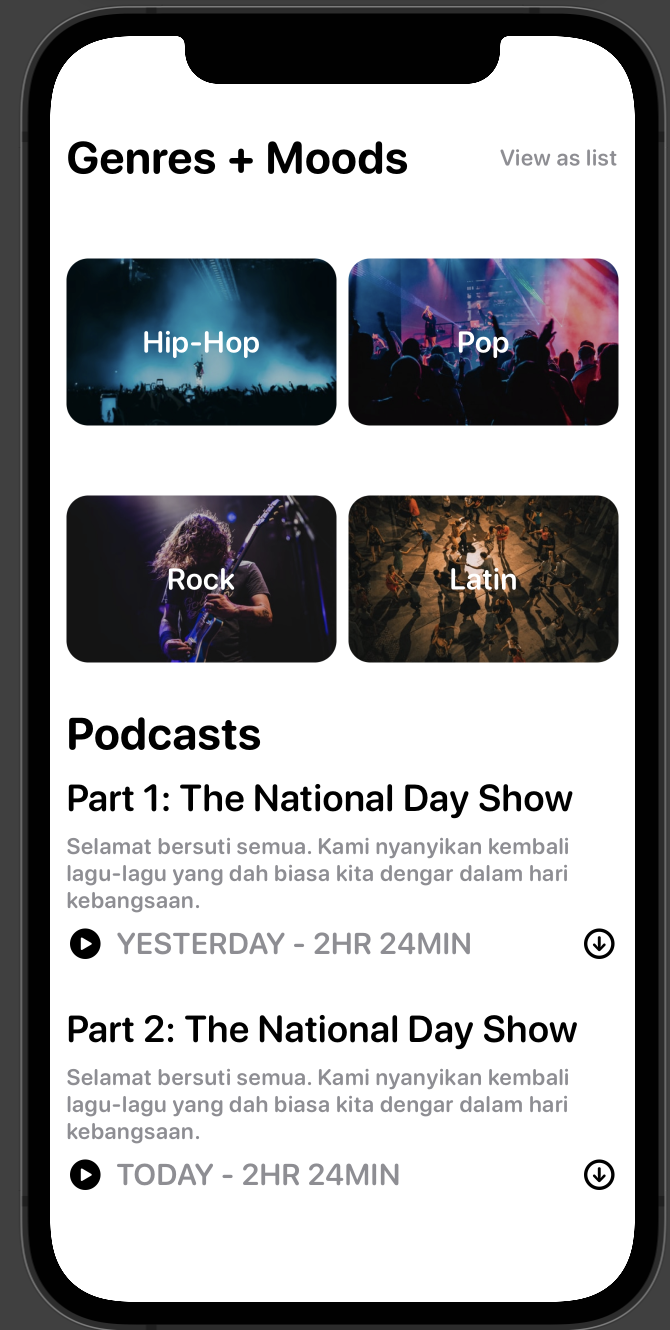 Genres + Moods
View as list
Hip-Hop
Pop
Rock
Latin
Podcasts
Part 1: The National Day Show
Selamat bersuti semua. Kami nyanyikan kembali
lagu-lagu yang dah biasa kita dengar dalam hari
kebangsaan.
YESTERDAY - 2HR 24MIN
Part 2: The National Day Show
Selamat bersuti semua. Kami nyanyikan kembali
lagu-lagu yang dah biasa kita dengar dalam hari
kebangsaan.
TODAY - 2HR 24MIN